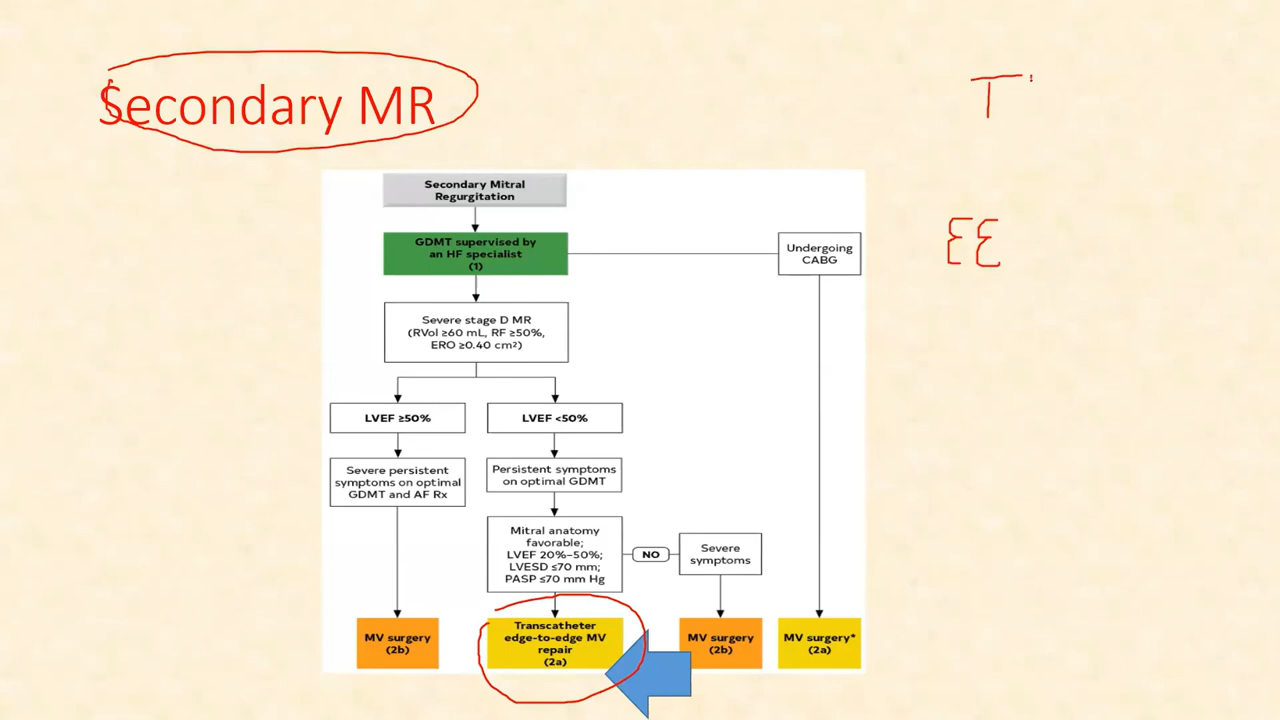 Secondary MR
T'
EE
Secondary Mitral
Regurgitation
GDMT supervised by
an HF specialist
(1)
Undergoing
CABG
Severe stage D MR
(RVol ≥60 mL, RF ≥50%,
ERO ≥0.40 cm²)
LVEF ≥50%
LVEF <50%
Severe persistent
symptoms on optimal
GDMT and AF Rx
Persistent symptoms
on optimal GDMT
Mitral anatomy
favorable;
LVEF 20%–50%;
LVESD ≤70 mm;
PASP ≤70 mm Hg
NO
Severe
symptoms
MV surgery
(2b)
Transcatheter
edge-to-edge MV
repair
(2a)
MV surgery
(2b)
MV surgery*
(2a)